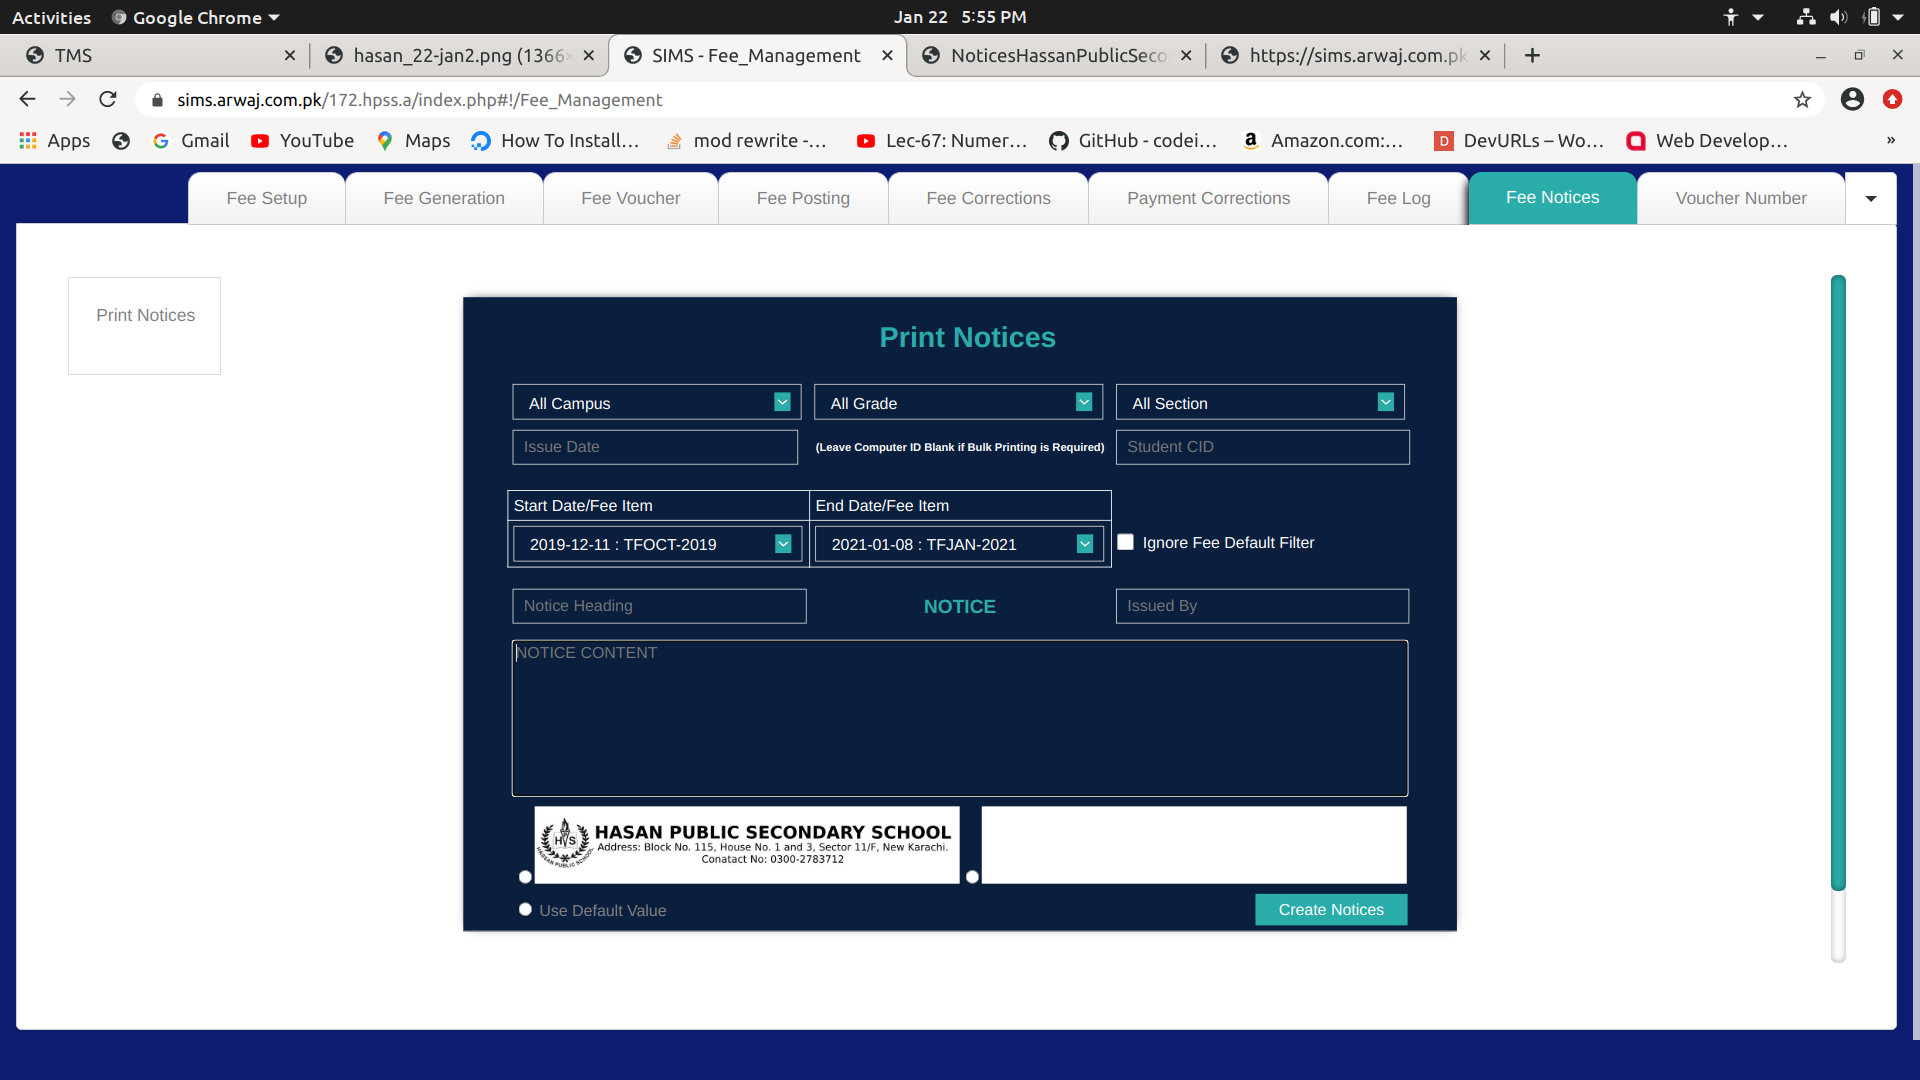 Activities Google Chrome Jan 22 5:55 PM
TMS hasan_22-jan2.png (1366× SIMS - Fee_Management NoticesHassanPublicSeco https://sims.arwaj.com.pk
sims.arwaj.com.pk/172.hpss.a/index.php#!/Fee_Management
Apps Gmail YouTube Maps How To Install... mod rewrite -... Lec-67: Numer... GitHub - codei... Amazon.com:... DevURLs – Wo... Web Develop... »
Fee Setup Fee Generation Fee Voucher Fee Posting Fee Corrections Payment Corrections Fee Log Fee Notices Voucher Number
Print Notices
Print Notices
All Campus All Grade All Section
Issue Date (Leave Computer ID Blank if Bulk Printing is Required) Student CID
Start Date/Fee Item End Date/Fee Item
2019-12-11 : TFOCT-2019 2021-01-08 : TFJAN-2021 Ignore Fee Default Filter
Notice Heading NOTICE Issued By
NOTICE CONTENT
HASAN PUBLIC SECONDARY SCHOOL
Address: Block No. 115, House No. 1 and 3, Sector 11/F, New Karachi.
Conatact No: 0300-2783712
Use Default Value Create Notices